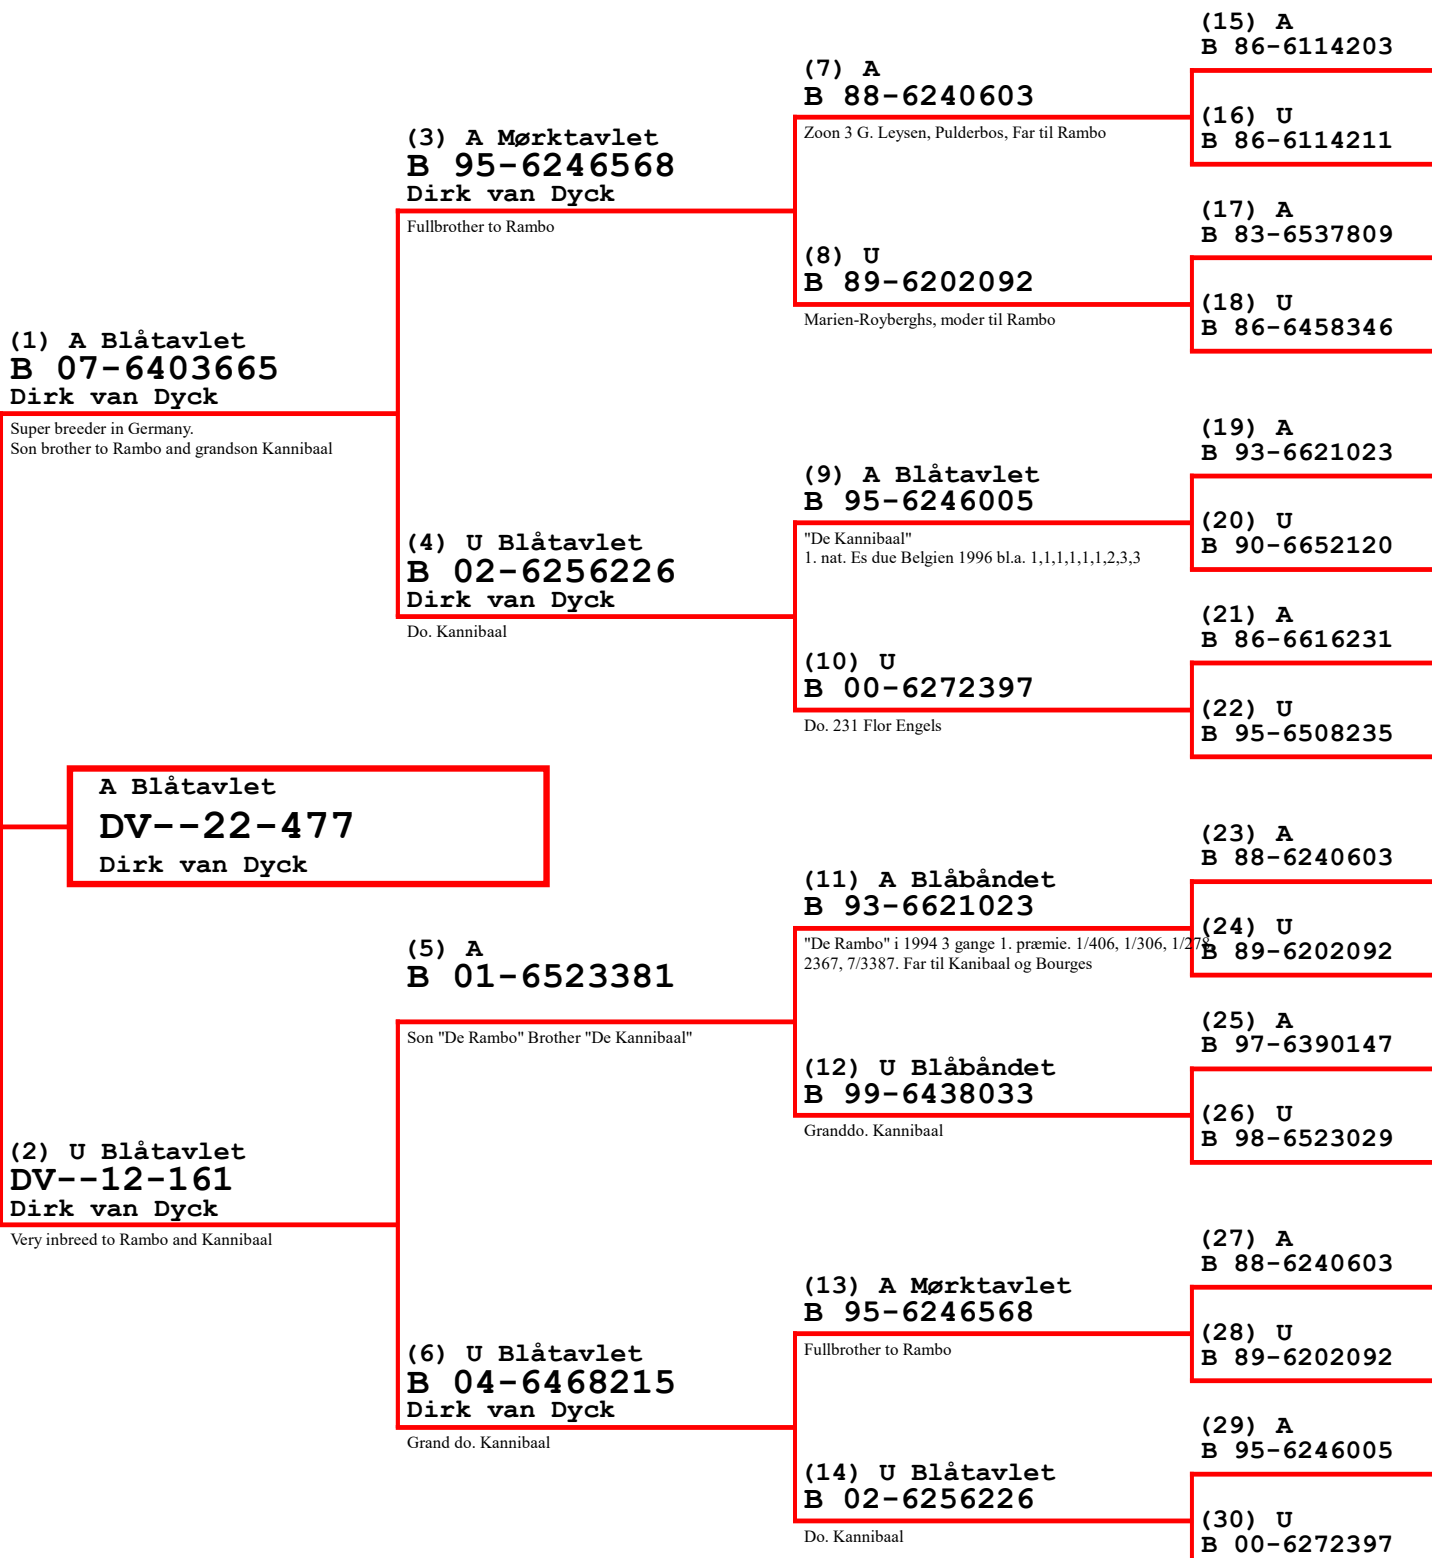 (1) A Blåtavlet
B 07-6403665
Dirk van Dyck
Super breeder in Germany.
Son brother to Rambo and grandson Kannibaal
A Blåtavlet
DV--22-477
Dirk van Dyck
(2) U Blåtavlet
DV--12-161
Dirk van Dyck
Very inbreed to Rambo and Kannibaal
(3) A Mørktavlet
B 95-6246568
Dirk van Dyck
Fullbrother to Rambo
(4) U Blåtavlet
B 02-6256226
Dirk van Dyck
Do. Kannibaal
(5) A
B 01-6523381
Son "De Rambo" Brother "De Kannibaal"
(6) U Blåtavlet
B 04-6468215
Dirk van Dyck
Grand do. Kannibaal
(7) A
B 88-6240603
Zoon 3 G. Leysen, Pulderbos, Far til Rambo
(8) U
B 89-6202092
Marien-Royberghs, moder til Rambo
(9) A Blåtavlet
B 95-6246005
"De Kannibaal"
1. nat. Es due Belgien 1996 bl.a. 1,1,1,1,1,1,2,3,3
(10) U
B 00-6272397
Do. 231 Flor Engels
(11) A Blåbåndet
B 93-6621023
"De Rambo" i 1994 3 gange 1. præmie. 1/406, 1/306, 1/278,
2367, 7/3387. Far til Kanibaal og Bourges
(12) U Blåbåndet
B 99-6438033
Granddo. Kannibaal
(13) A Mørktavlet
B 95-6246568
Fullbrother to Rambo
(14) U Blåtavlet
B 02-6256226
Do. Kannibaal
(15) A
B 86-6114203
(16) U
B 86-6114211
(17) A
B 83-6537809
(18) U
B 86-6458346
(19) A
B 93-6621023
(20) U
B 90-6652120
(21) A
B 86-6616231
(22) U
B 95-6508235
(23) A
B 88-6240603
(24) U
B 89-6202092
(25) A
B 97-6390147
(26) U
B 98-6523029
(27) A
B 88-6240603
(28) U
B 89-6202092
(29) A
B 95-6246005
(30) U
B 00-6272397